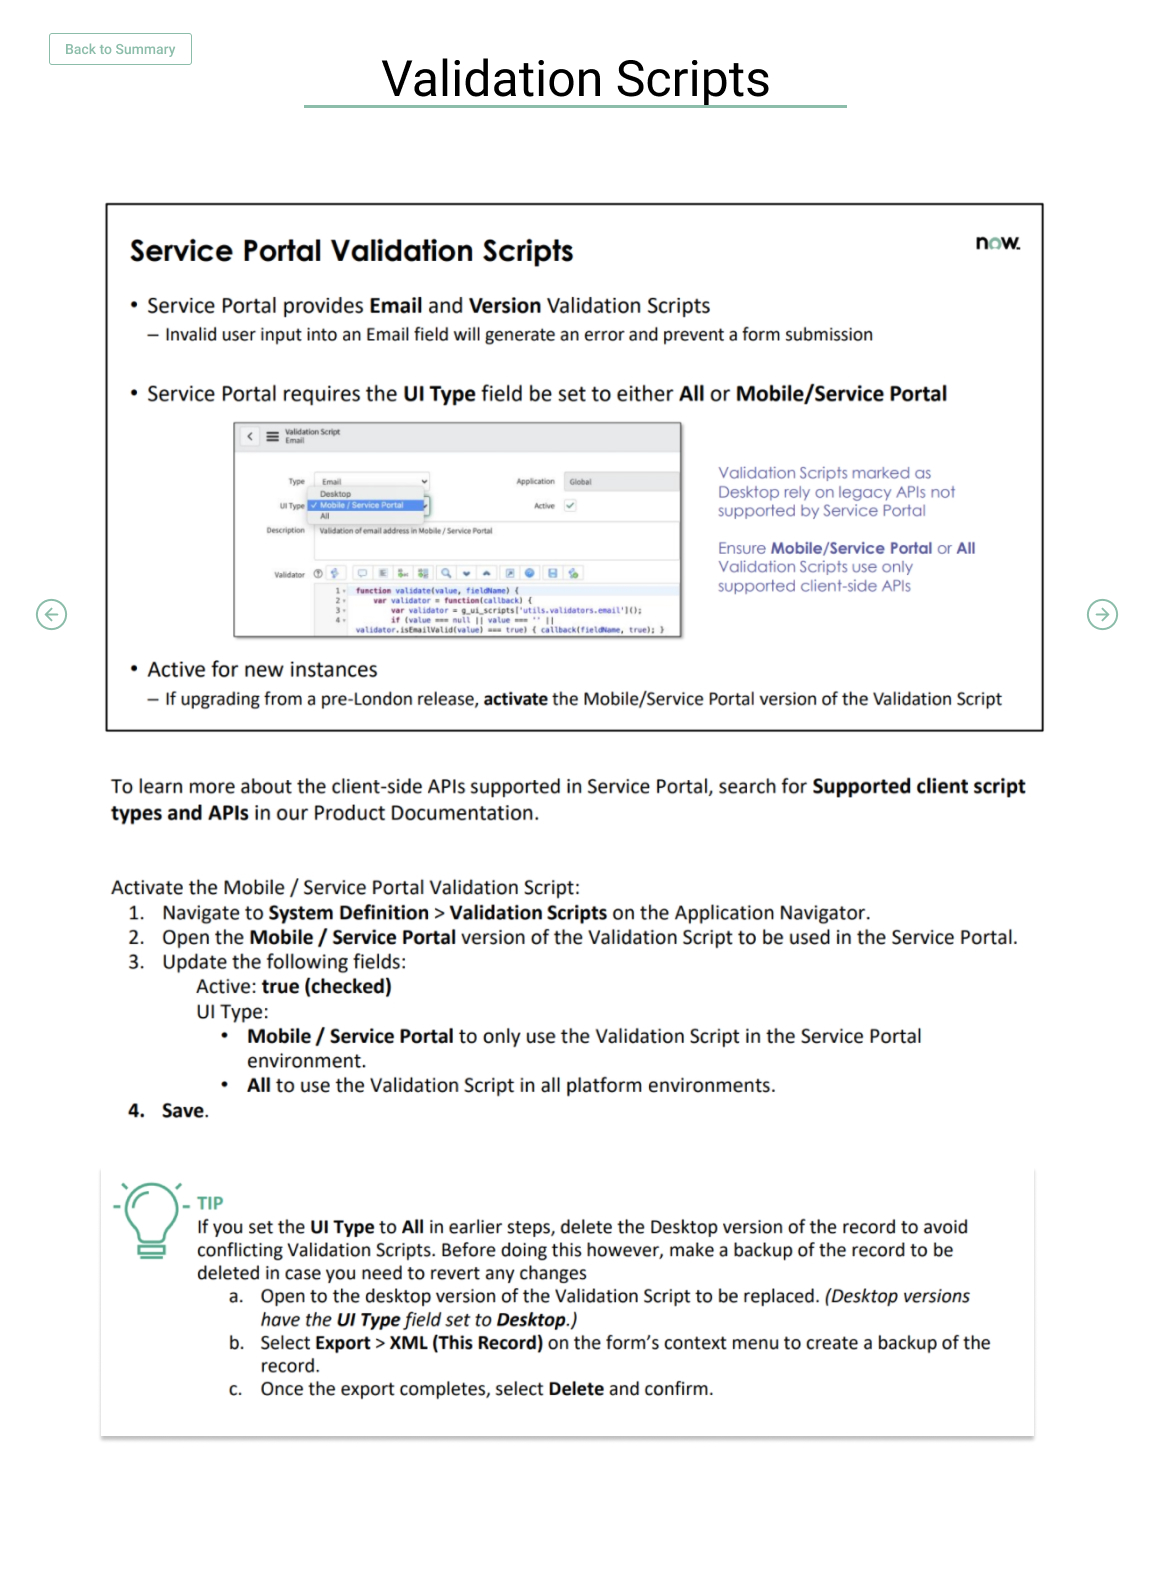 Back to Summary
Validation Scripts
Service Portal Validation Scripts
now.
• Service Portal provides Email and Version Validation Scripts
– Invalid user input into an Email field will generate an error and prevent a form submission
• Service Portal requires the UI Type field be set to either All or Mobile/Service Portal
Validation Script
Email
Type Email
Application Global
Desktop
UI Type ✓ Mobile / Service Portal
Active ✓
All
Description Validation of email address in Mobile / Service Portal
Validator
1 function validate(value, fieldName) {
2 var validator = function(callback) {
3 var validator = g_ui_scripts['utils.validators.email']();
4 if (value === null || value === '' ||
validator.isEmailValid(value) === true) { callback(fieldName, true); }
Validation Scripts marked as
Desktop rely on legacy APIs not
supported by Service Portal
Ensure Mobile/Service Portal or All
Validation Scripts use only
supported client-side APIs
• Active for new instances
– If upgrading from a pre-London release, activate the Mobile/Service Portal version of the Validation Script
To learn more about the client-side APIs supported in Service Portal, search for Supported client script
types and APIs in our Product Documentation.
Activate the Mobile / Service Portal Validation Script:
1. Navigate to System Definition > Validation Scripts on the Application Navigator.
2. Open the Mobile / Service Portal version of the Validation Script to be used in the Service Portal.
3. Update the following fields:
Active: true (checked)
UI Type:
• Mobile / Service Portal to only use the Validation Script in the Service Portal
environment.
• All to use the Validation Script in all platform environments.
4. Save.
TIP
If you set the UI Type to All in earlier steps, delete the Desktop version of the record to avoid
conflicting Validation Scripts. Before doing this however, make a backup of the record to be
deleted in case you need to revert any changes
a. Open to the desktop version of the Validation Script to be replaced. (Desktop versions
have the UI Type field set to Desktop.)
b. Select Export > XML (This Record) on the form's context menu to create a backup of the
record.
c. Once the export completes, select Delete and confirm.